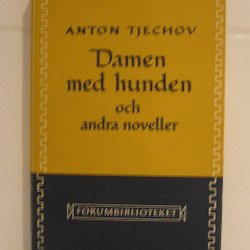 ANTON TJECHOV
Damen
med hunden
och
andra noveller
FORUMBIBLIOTEKET